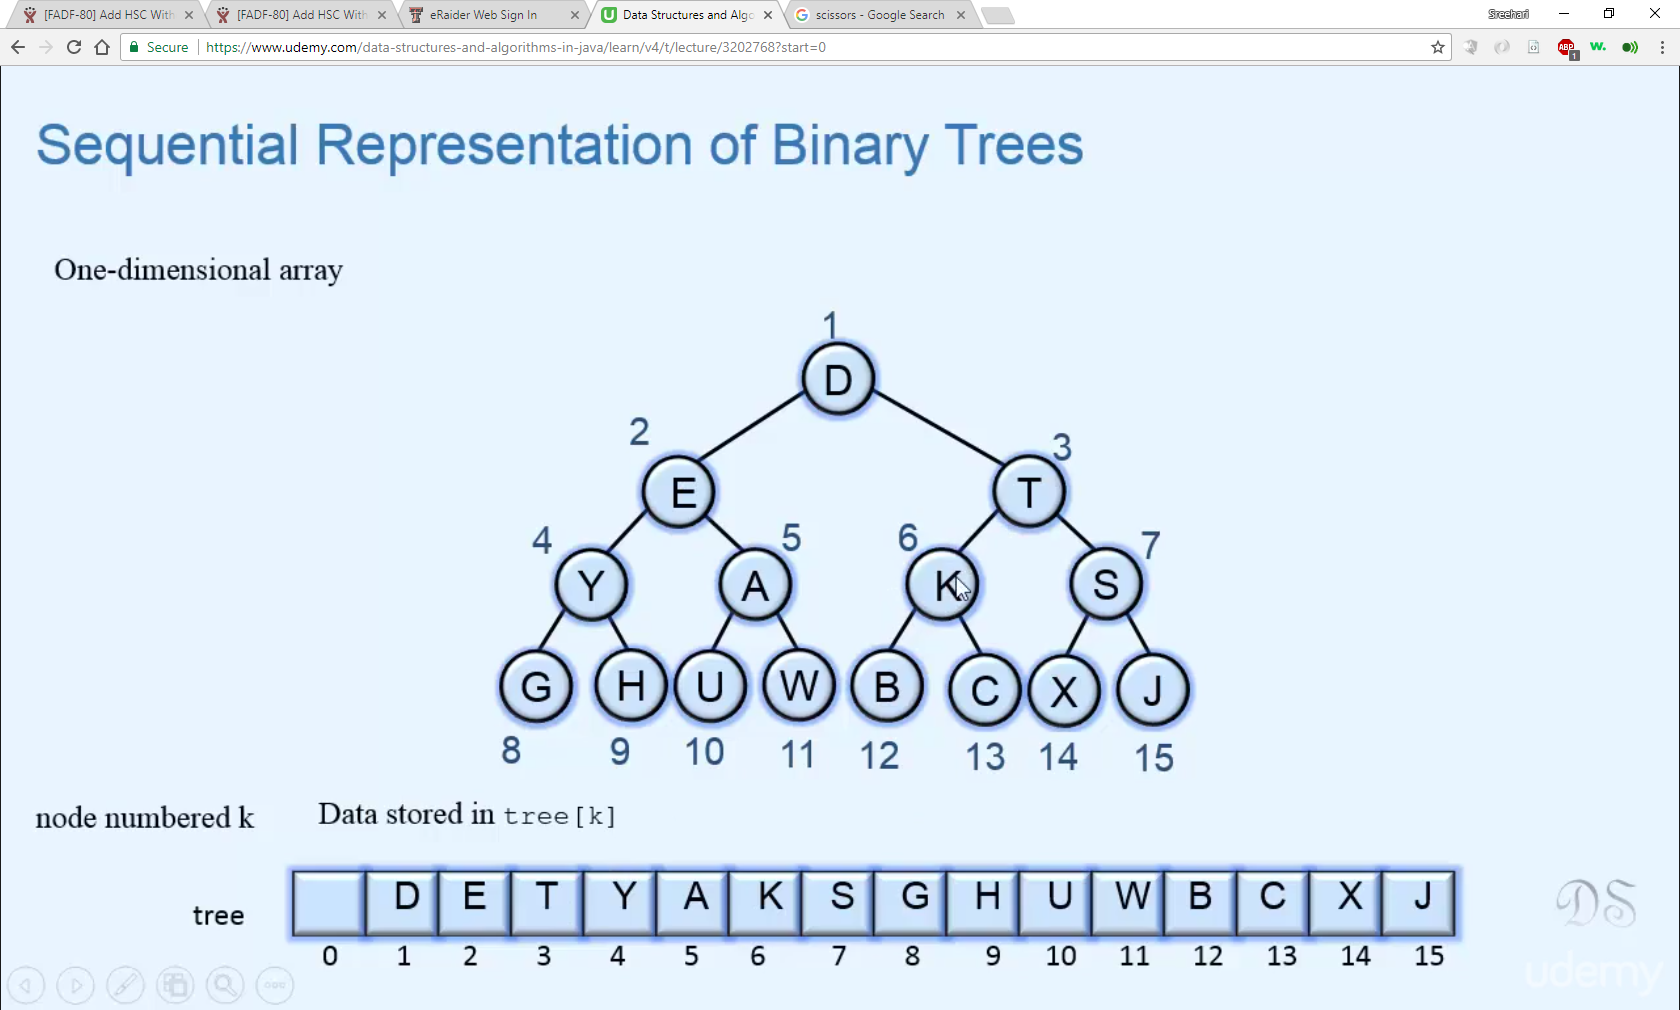 [FADF-80] Add HSC With
[FADF-80] Add HSC With
eRaider Web Sign In
Data Structures and Algo
scissors - Google Search
Sreehari
Secure
https://www.udemy.com/data-structures-and-algorithms-in-java/learn/v4/t/lecture/3202768?start=0
ABP
1
w.
Sequential Representation of Binary Trees
One-dimensional array
1
D
2
3
E
T
4
5
6
7
Y
A
K
S
G
H
U
W
B
C
X
J
8
9
10
11
12
13
14
15
node numbered k
Data stored in tree[k]
tree
D E T Y A K S G H U W B C X J
0 1 2 3 4 5 6 7 8 9 10 11 12 13 14 15
DS
udemy